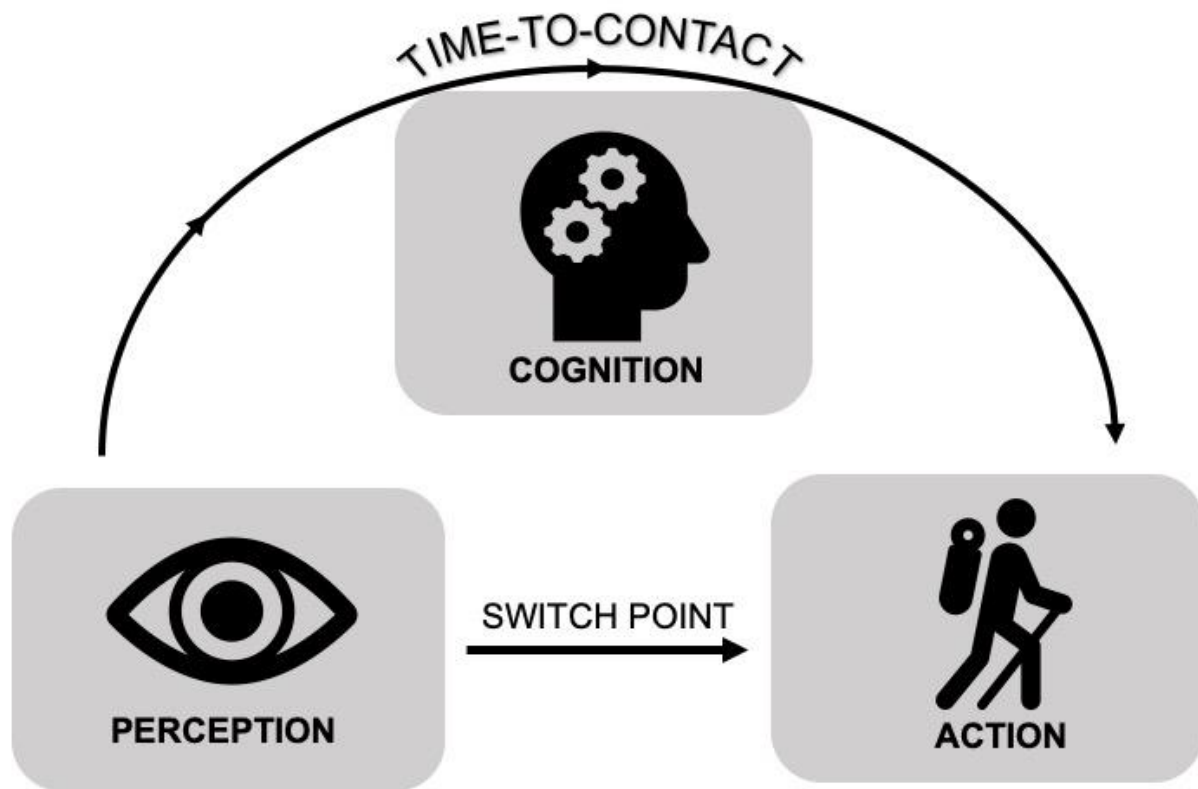 TIME-TO-CONTACT
COGNITION
SWITCH POINT
PERCEPTION
ACTION